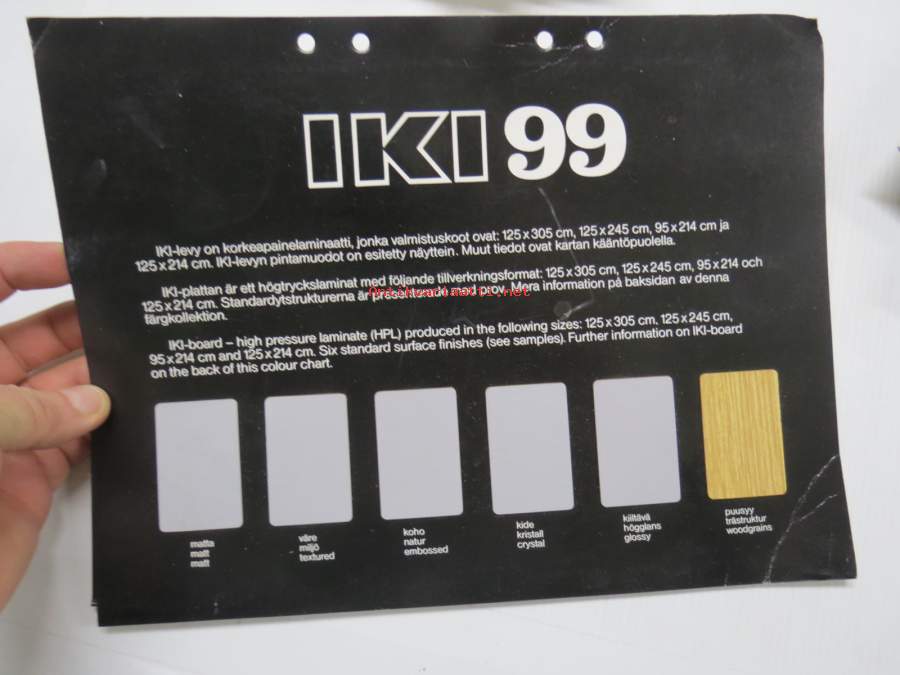 IKI 99
IKI-levy on korkeapainelaminaatti, jonka valmistuskoot ovat: 125 x 305 cm, 125 x 245 cm, 95 x 214 cm ja
125 x 214 cm. IKI-levyn pintamuodot on esitetty näyttein. Muut tiedot ovat kartan kääntöpuolella.
IKI-plattan är ett högtryckslaminat med följande tillverkningsformat: 125 x 305 cm, 125 x 245 cm, 95 x 214 och
125 x 214 cm. Standardytstrukturerna är presenterade med prov. Mera information på baksidan av denna
färgkollektion.
IKI-board – high pressure laminate (HPL) produced in the following sizes: 125 x 305 cm, 125 x 245 cm,
95 x 214 cm and 125 x 214 cm. Six standard surface finishes (see samples). Further information on IKI-board
on the back of this colour chart.
matta
matt
matt
väre
miljö
textured
koho
natur
embossed
kide
kristall
crystal
kiiltävä
högglans
glossy
puusyy
trästruktur
woodgrains